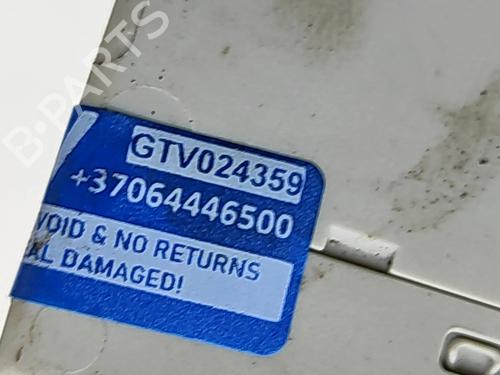 B-PARTS
GTV024359
+37064446500
VOID & NO RETURNS
AL DAMAGED!